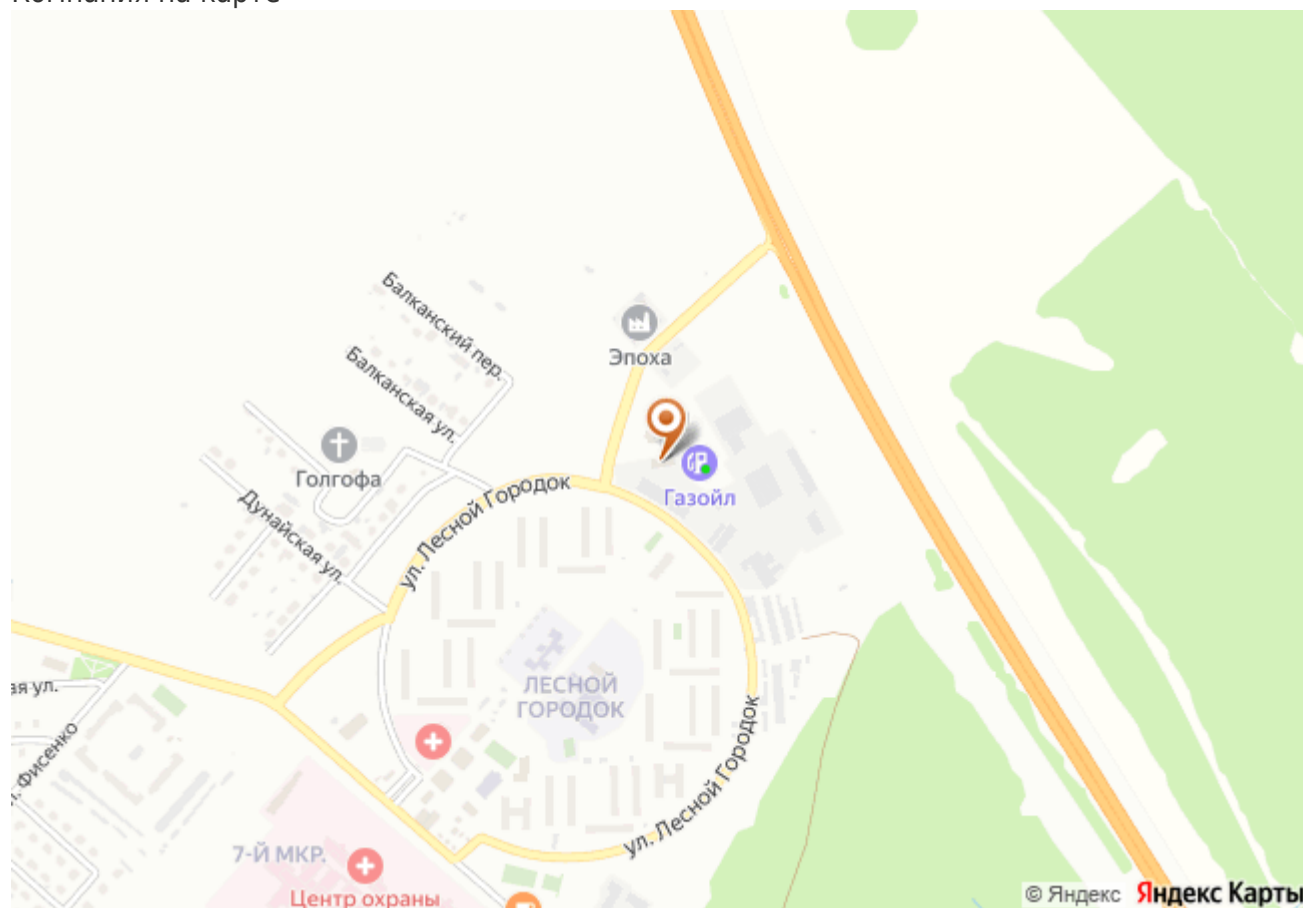 Балканский пер.
Балканская ул.
Эпоха
Голгофа
Газойл
ул. Лесной Городок
Дунайская ул.
ЛЕСНОЙ
ГОРОДОК
ая ул.
Фисенко
ул. Лесной Городок
7-Й МКР.
Центр охраны
© Яндекс Яндекс Карты